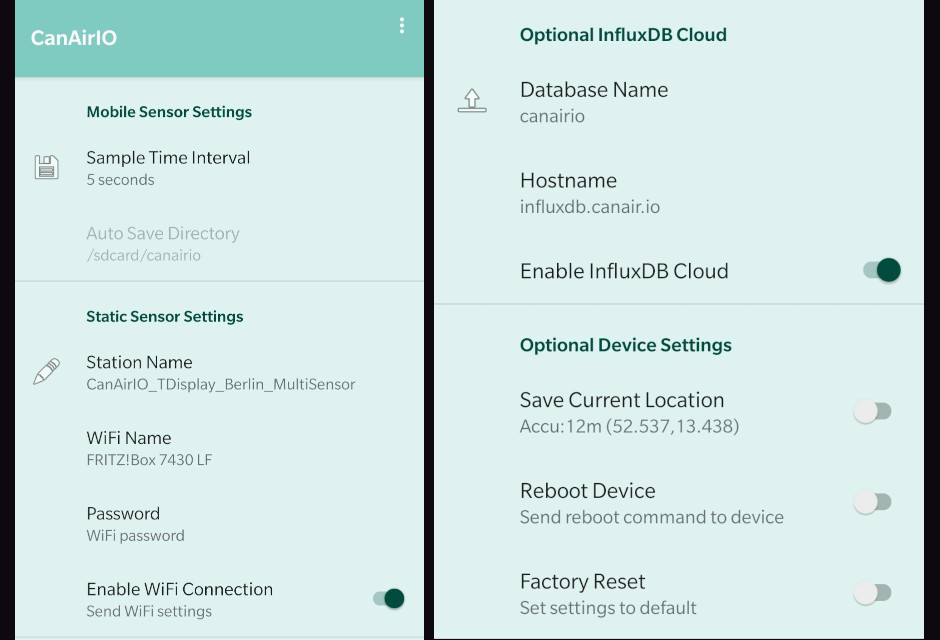 CanAirIO
Mobile Sensor Settings
Sample Time Interval
5 seconds
Auto Save Directory
/sdcard/canairio
Static Sensor Settings
Station Name
CanAirIO_TDisplay_Berlin_MultiSensor
WiFi Name
FRITZ!Box 7430 LF
Password
WiFi password
Enable WiFi Connection
Send WiFi settings
Optional InfluxDB Cloud
Database Name
canairio
Hostname
influxdb.canair.io
Enable InfluxDB Cloud
Optional Device Settings
Save Current Location
Accu:12m (52.537,13.438)
Reboot Device
Send reboot command to device
Factory Reset
Set settings to default